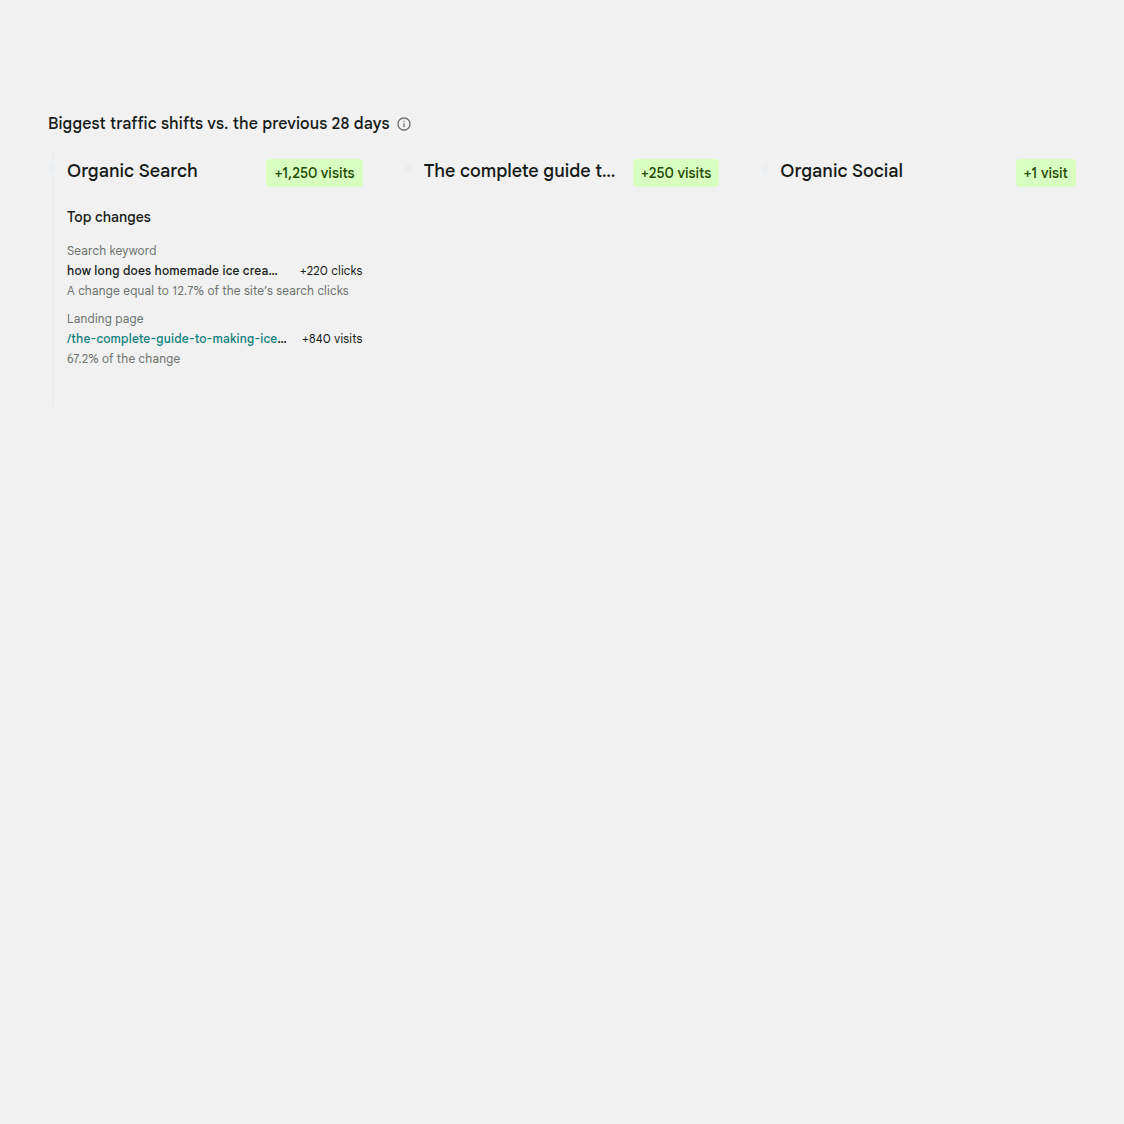 Biggest traffic shifts vs. the previous 28 days
Organic Search
+1,250 visits
Top changes
Search keyword
how long does homemade ice crea...
+220 clicks
A change equal to 12.7% of the site's search clicks
Landing page
/the-complete-guide-to-making-ice...
+840 visits
67.2% of the change
The complete guide t...
+250 visits
Organic Social
+1 visit